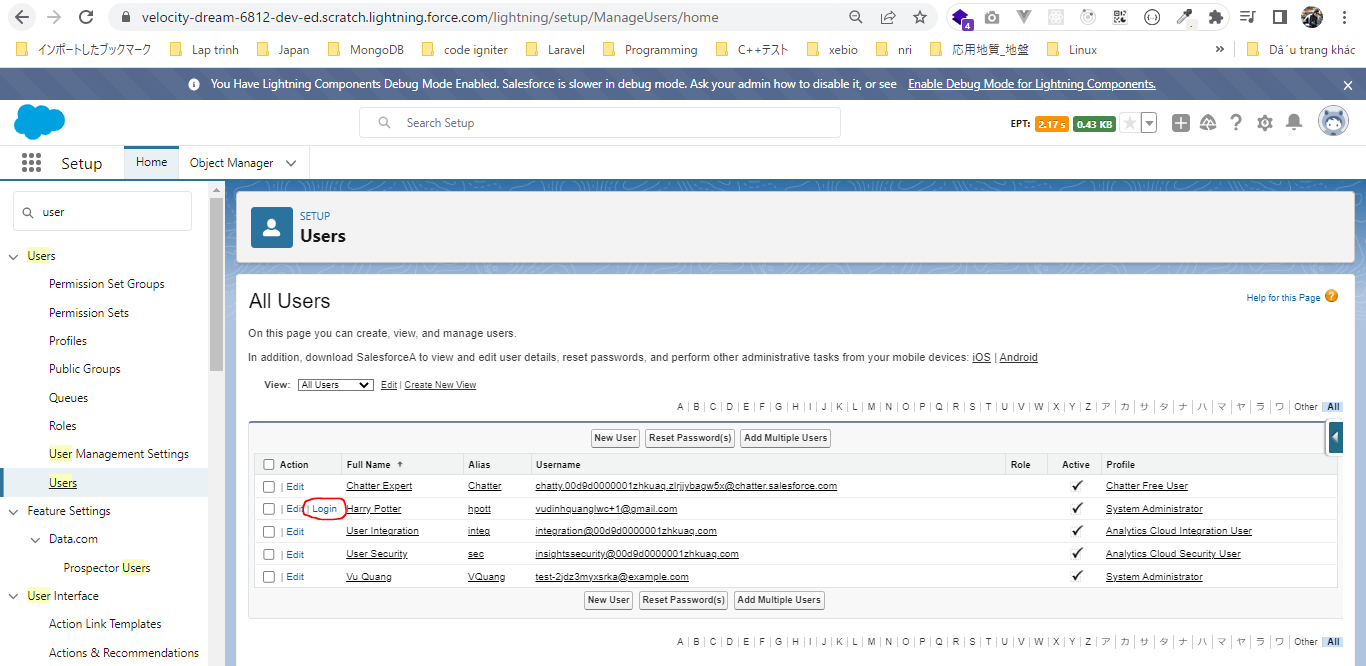 velocity-dream-6812-dev-ed.scratch.lightning.force.com/lightning/setup/ManageUsers/home
4
インポートしたブックマーク Lap trinh Japan MongoDB code igniter Laravel Programming C++テスト xebio nri 応用地質_地盤 Linux » Dấu trang khác
You Have Lightning Components Debug Mode Enabled. Salesforce is slower in debug mode. Ask your admin how to disable it, or see Enable Debug Mode for Lightning Components.
Search Setup
EPT: 2.17 s 0.43 KB
Setup Home Object Manager
user
Users
Permission Set Groups
Permission Sets
Profiles
Public Groups
Queues
Roles
User Management Settings
Users
Feature Settings
Data.com
Prospector Users
User Interface
Action Link Templates
Actions & Recommendations
SETUP
Users
All Users
Help for this Page ?
On this page you can create, view, and manage users.
In addition, download SalesforceA to view and edit user details, reset passwords, and perform other administrative tasks from your mobile devices: iOS | Android
View: All Users Edit | Create New View
A | B | C | D | E | F | G | H | I | J | K | L | M | N | O | P | Q | R | S | T | U | V | W | X | Y | Z | ア | カ | サ | タ | ナ | ハ | マ | ヤ | ラ | ワ | Other | All
New User Reset Password(s) Add Multiple Users
Action Full Name ↑ Alias Username Role Active Profile
| Edit Chatter Expert Chatter chatty.00d9d0000001zhkuaq.zlrjjybagw5x@chatter.salesforce.com ✓ Chatter Free User
| Edit | Login Harry Potter hpott vudinhquanglwc+1@gmail.com ✓ System Administrator
| Edit User Integration integ integration@00d9d0000001zhkuaq.com ✓ Analytics Cloud Integration User
| Edit User Security sec insightssecurity@00d9d0000001zhkuaq.com ✓ Analytics Cloud Security User
| Edit Vu Quang VQuang test-2jdz3myxsrka@example.com ✓ System Administrator
New User Reset Password(s) Add Multiple Users
A | B | C | D | E | F | G | H | I | J | K | L | M | N | O | P | Q | R | S | T | U | V | W | X | Y | Z | ア | カ | サ | タ | ナ | ハ | マ | ヤ | ラ | ワ | Other | All